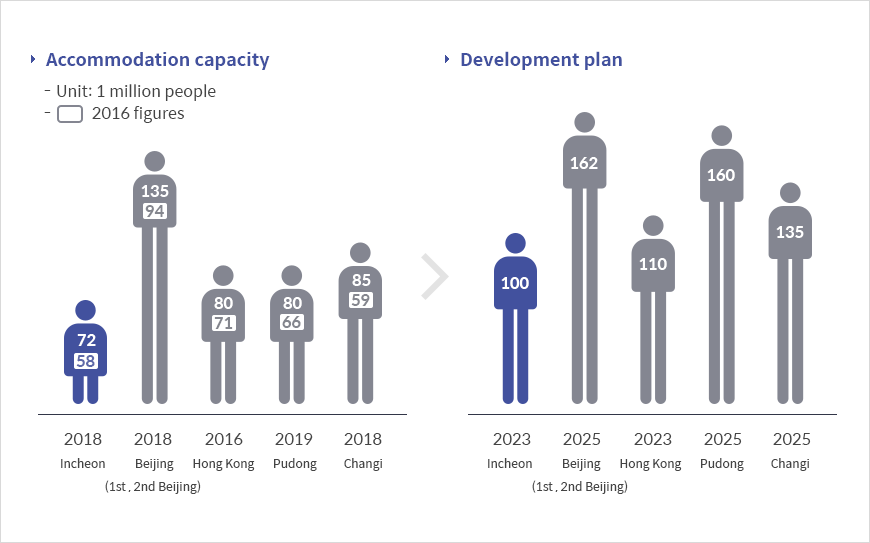 Accommodation capacity
- Unit: 1 million people
- 2016 figures
135
94
85
59
80
71
80
66
72
58
2018 2018 2016 2019 2018
Incheon Beijing Hong Kong Pudong Changi
(1st , 2nd Beijing)
Development plan
162
160
135
110
100
2023 2025 2023 2025 2025
Incheon Beijing Hong Kong Pudong Changi
(1st , 2nd Beijing)